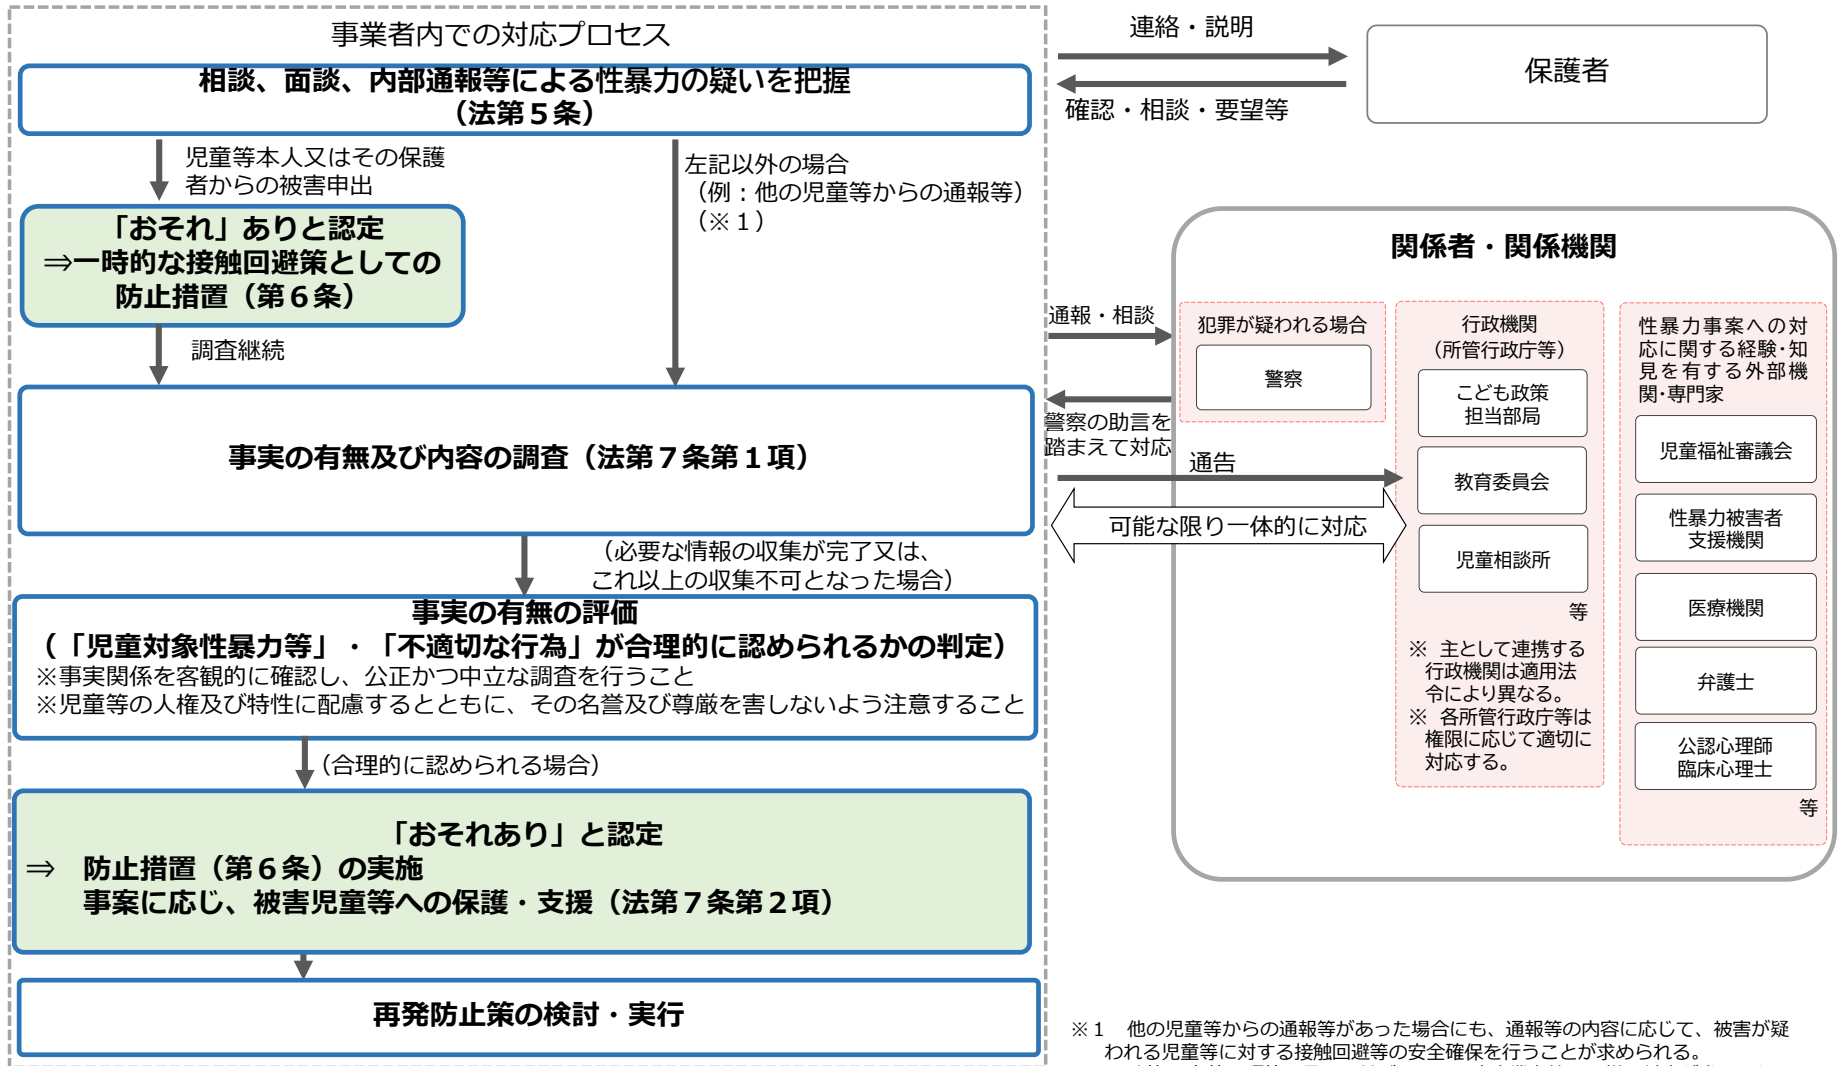 事業者内での対応プロセス
相談、面談、内部通報等による性暴力の疑いを把握
（法第５条）
児童等本人又はその保護
者からの被害申出
左記以外の場合
（例：他の児童等からの通報等）
（※１）
「おそれ」ありと認定
⇒一時的な接触回避策としての
防止措置（第６条）
調査継続
事実の有無及び内容の調査（法第７条第１項）
（必要な情報の収集が完了又は、
これ以上の収集不可となった場合）
事実の有無の評価
（「児童対象性暴力等」・「不適切な行為」が合理的に認められるかの判定）
※事実関係を客観的に確認し、公正かつ中立な調査を行うこと
※児童等の人権及び特性に配慮するとともに、その名誉及び尊厳を害しないよう注意すること
（合理的に認められる場合）
「おそれあり」と認定
⇒　防止措置（第６条）の実施
事案に応じ、被害児童等への保護・支援（法第７条第２項）
再発防止策の検討・実行
連絡・説明
確認・相談・要望等
保護者
通報・相談
警察の助言を
踏まえて対応
通告
可能な限り一体的に対応
関係者・関係機関
犯罪が疑われる場合
警察
行政機関
（所管行政庁等）
こども政策
担当部局
教育委員会
児童相談所
等
※　主として連携する
行政機関は適用法
令により異なる。
※　各所管行政庁等は
権限に応じて適切に
対応する。
性暴力事案への対
応に関する経験・知
見を有する外部機
関・専門家
児童福祉審議会
性暴力被害者
支援機関
医療機関
弁護士
公認心理師
臨床心理士
等
※１　他の児童等からの通報等があった場合にも、通報等の内容に応じて、被害が疑
われる児童等に対する接触回避等の安全確保を行うことが求められる。